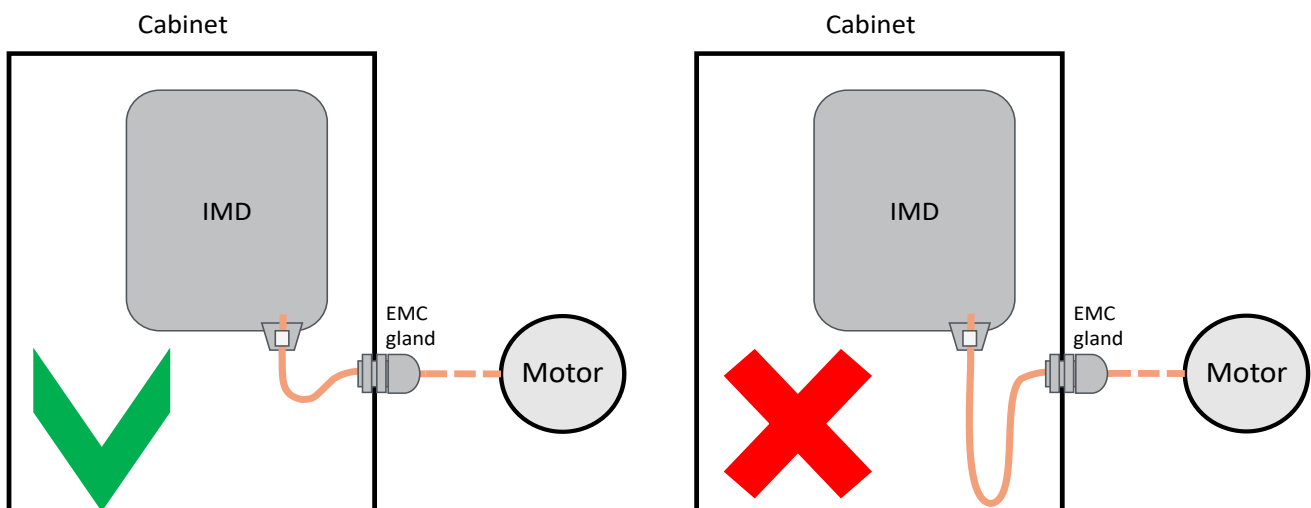 Cabinet
IMD
EMC
gland
Motor
Cabinet
IMD
EMC
gland
Motor